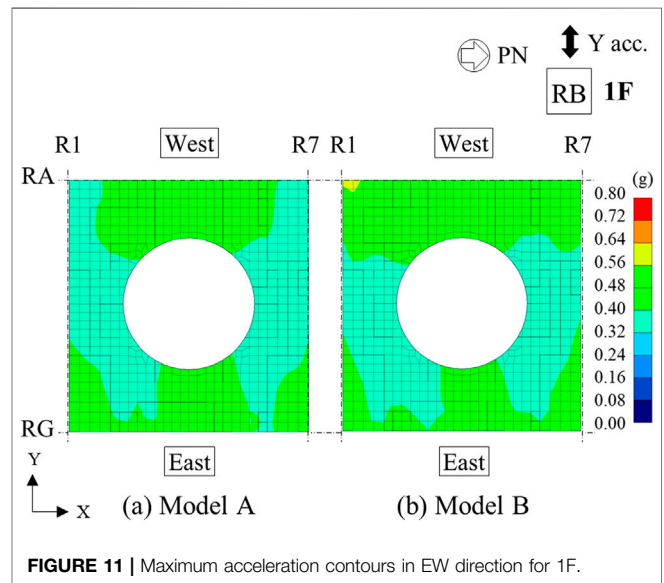 PN
Y acc.
RB
1F
R1
West
R7
R1
West
R7
(g)
RA
0.80
0.72
0.64
0.56
0.48
0.40
0.32
0.24
0.16
0.08
0.00
RG
Y
X
East
East
(a) Model A
(b) Model B
FIGURE 11 | Maximum acceleration contours in EW direction for 1F.